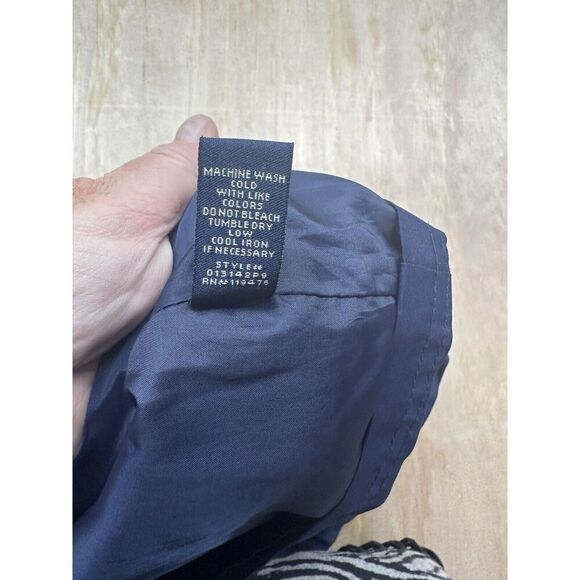 MACHINE WASH
COLD
WITH LIKE
COLORS
DO NOT BLEACH
TUMBLE DRY
LOW
COOL IRON
IF NECESSARY
STYLE#
013142P9
RN# 119476